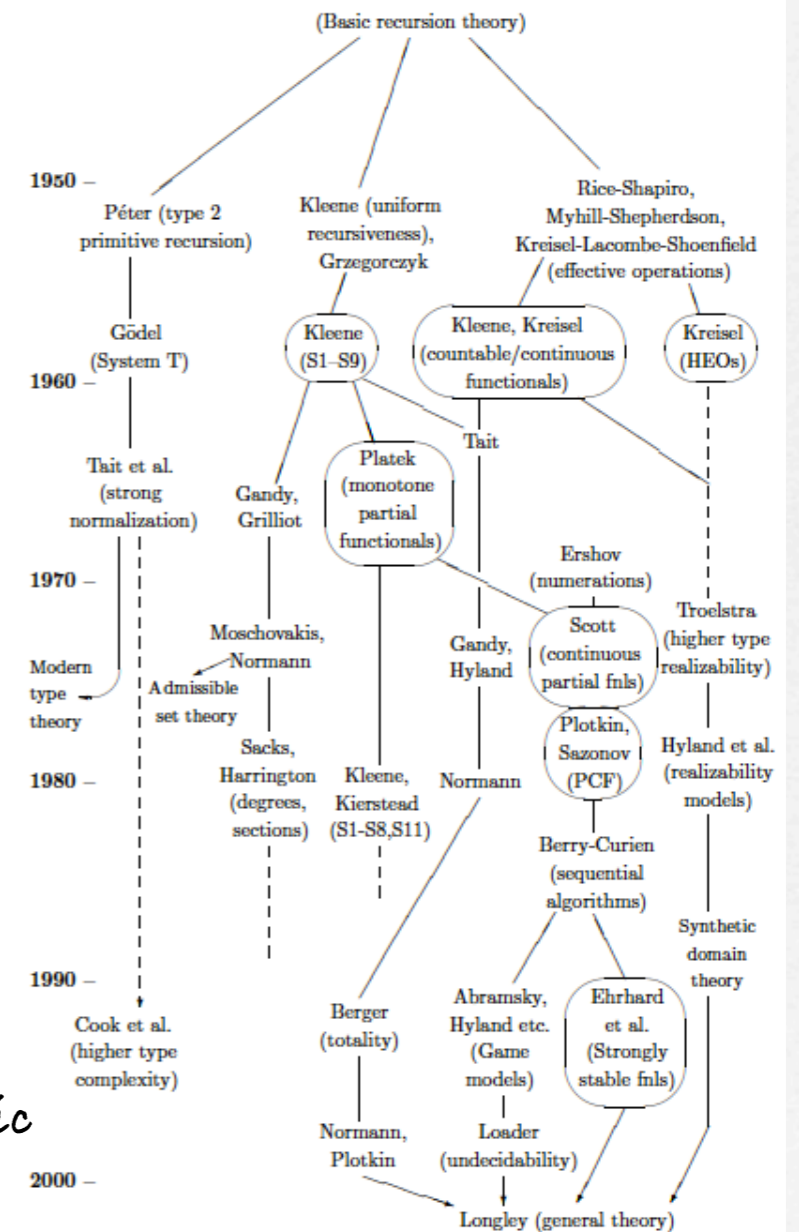 (Basic recursion theory)
1950 –
Péter (type 2
primitive recursion)
Kleene (uniform
recursiveness),
Grzegorczyk
Rice-Shapiro,
Myhill-Shepherdson,
Kreisel-Lacombe-Shoenfield
(effective operations)
Gödel
(System T)
Kleene
(S1–S9)
Kleene, Kreisel
(countable/continuous
functionals)
Kreisel
(HEOs)
1960 –
Tait et al.
(strong
normalization)
Gandy,
Grilliot
Platek
(monotone
partial
functionals)
Tait
1970 –
Ershov
(numerations)
Modern
type
theory
Moschovakis,
Normann
Admissible
set theory
Gandy,
Hyland
Scott
(continuous
partial fnls)
Troelstra
(higher type
realizability)
Sacks,
Harrington
(degrees,
sections)
Kleene,
Kierstead
(S1-S8,S11)
Normann
Plotkin,
Sazonov
(PCF)
Hyland et al.
(realizability
models)
1980 –
Berry-Curien
(sequential
algorithms)
Synthetic
domain
theory
1990 –
Cook et al.
(higher type
complexity)
Berger
(totality)
Abramsky,
Hyland etc.
(Game
models)
Ehrhard
et al.
(Strongly
stable fnls)
ic
Normann,
Plotkin
Loader
(undecidability)
2000 –
Longley (general theory)